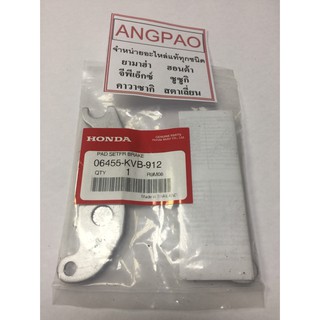 ANGPAO
จำหน่ายอะไหล่แท้ทุกชนิด
ยามาฮ่า ฮอนด้า
จีพีเอ็กซ์ ซูซูกิ
คาวาซากิ สตาเลี่ยน
HONDA
PAD SET,FR BRAKE
06455-KVB-912
QTY 1